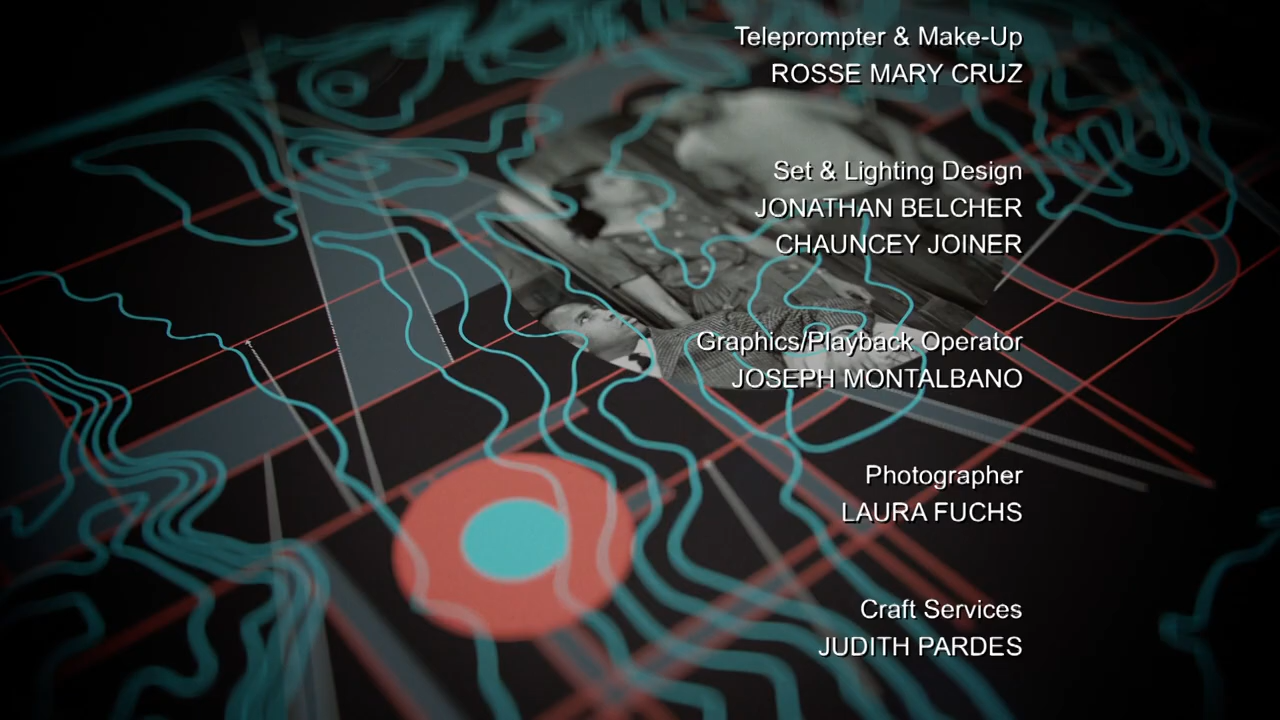 Teleprompter & Make-Up
ROSSE MARY CRUZ
Set & Lighting Design
JONATHAN BELCHER
CHAUNCEY JOINER
Graphics/Playback Operator
JOSEPH MONTALBANO
Photographer
LAURA FUCHS
Craft Services
JUDITH PARDES